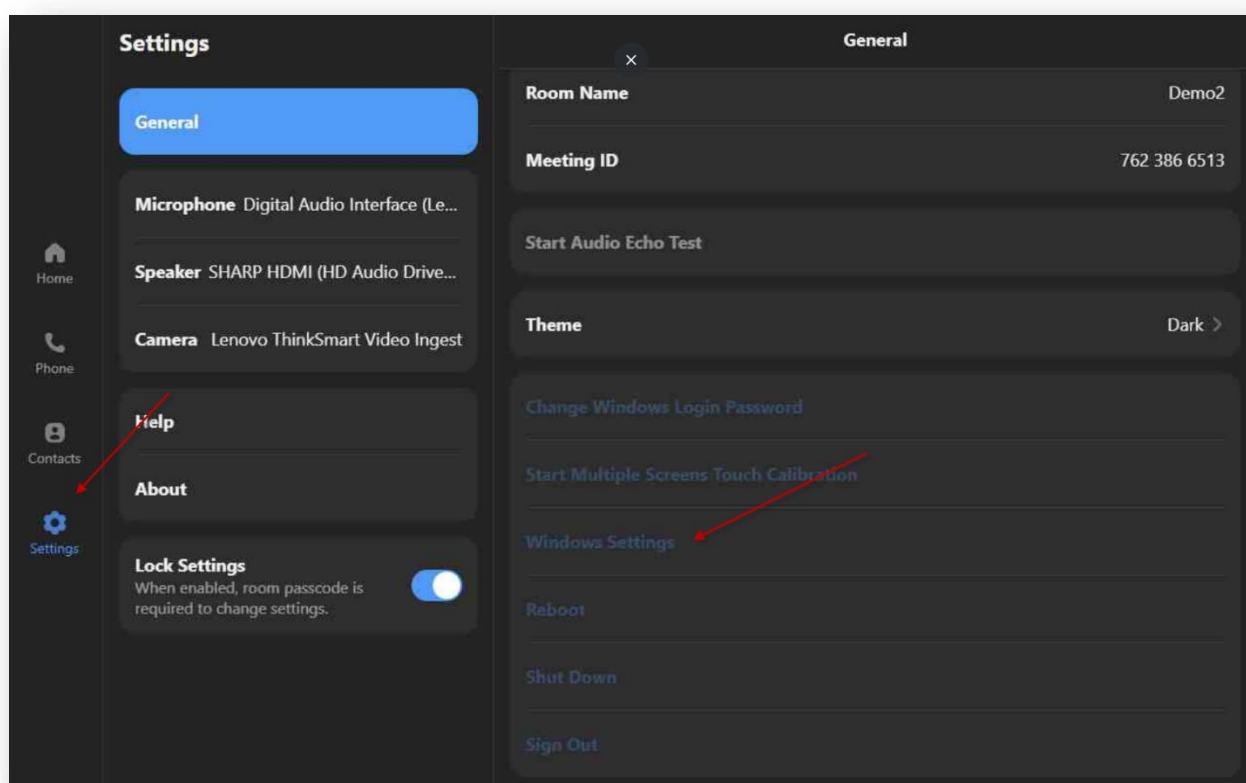 Settings
General
Microphone Digital Audio Interface (Le...
Speaker SHARP HDMI (HD Audio Drive...
Camera Lenovo ThinkSmart Video Ingest
Help
About
Lock Settings
When enabled, room passcode is
required to change settings.
Home
Phone
Contacts
Settings
General
Room Name Demo2
Meeting ID 762 386 6513
Start Audio Echo Test
Theme Dark
Change Windows Login Password
Start Multiple Screens Touch Calibration
Windows Settings
Reboot
Shut Down
Sign Out